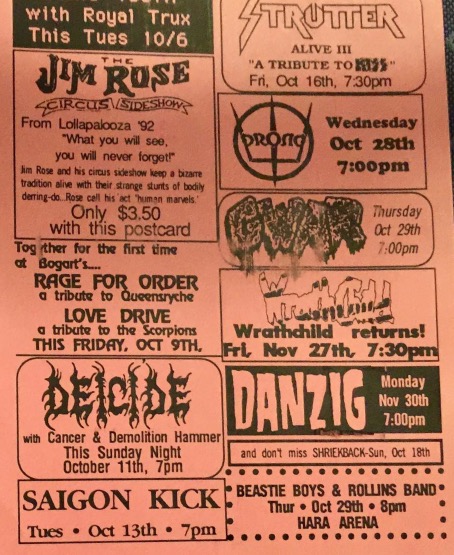 with Royal Trux
This Tues 10/6
THE
JIM ROSE
CIRCUS SIDESHOW
From Lollapalooza '92
"What you will see,
you will never forget!"
Jim Rose and his circus sideshow keep a bizarre
tradition alive with their strange stunts of bodily
derring-do...Rose call his act 'human marvels.'
Only $3.50
with this postcard
Together for the first time
at Bogart's....
RAGE FOR ORDER
a tribute to Queensryche
LOVE DRIVE
a tribute to the Scorpions
THIS FRIDAY, OCT 9TH,
DEICIDE
with Cancer & Demolition Hammer
This Sunday Night
October 11th, 7pm
SAIGON KICK
Tues • Oct 13th • 7pm
STRUTTER
ALIVE III
"A TRIBUTE TO KISS"
Fri, Oct 16th, 7:30pm
PRONG
Wednesday
Oct 28th
7:00pm
GWAR
Thursday
Oct 29th
7:00pm
WRATHCHILD
Wrathchild returns!
Fri, Nov 27th, 7:30pm
DANZIG
Monday
Nov 30th
7:00pm
and don't miss SHRIEKBACK-Sun, Oct 18th
BEASTIE BOYS & ROLLINS BAND
Thur • Oct 29th • 8pm
HARA ARENA